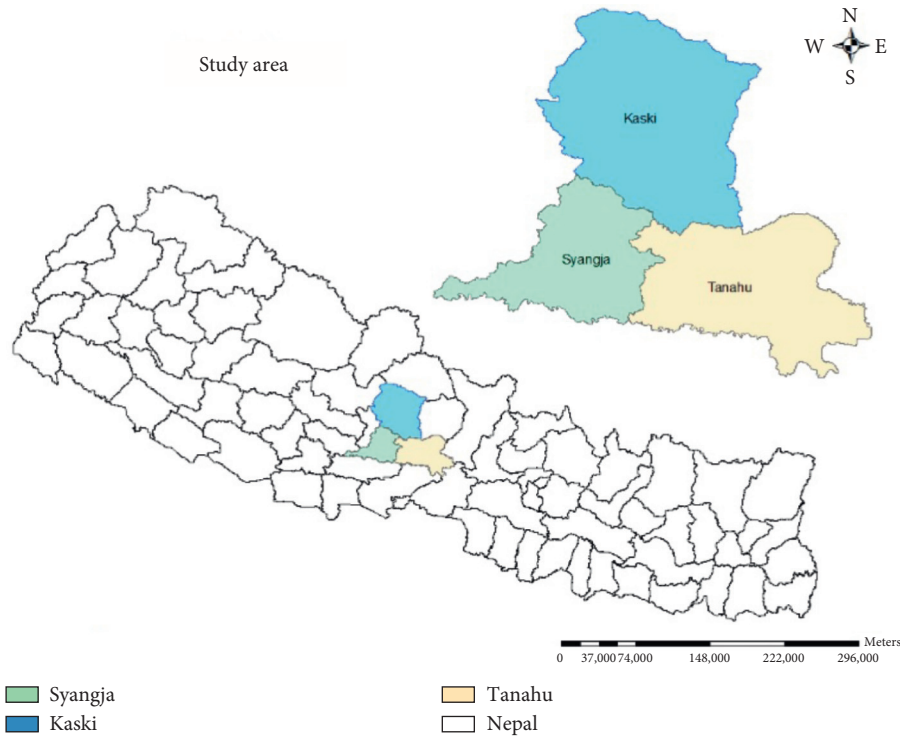 Study area
N
W E
S
Kaski
Syangja
Tanahu
Meters
0 37,000 74,000 148,000 222,000 296,000
Syangja
Kaski
Tanahu
Nepal